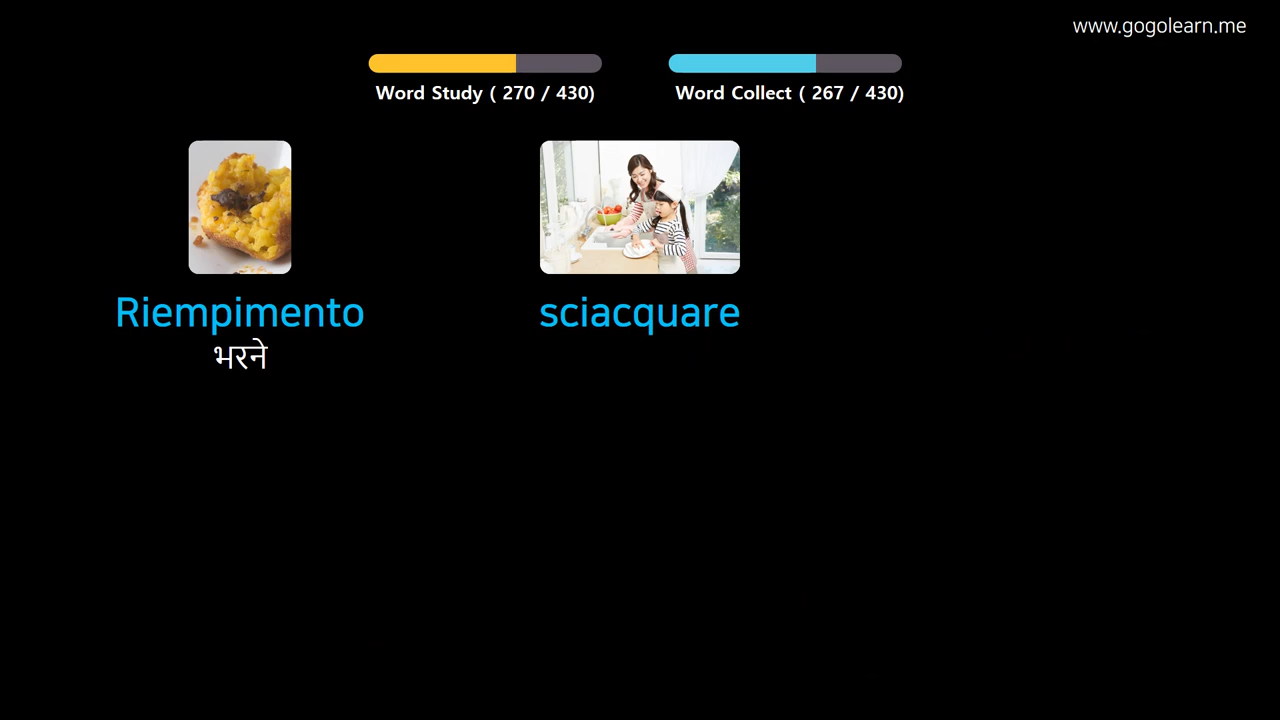 www.gogolearn.me
Word Study ( 270 / 430)
Word Collect ( 267 / 430)
Riempimento
भरने
sciacquare